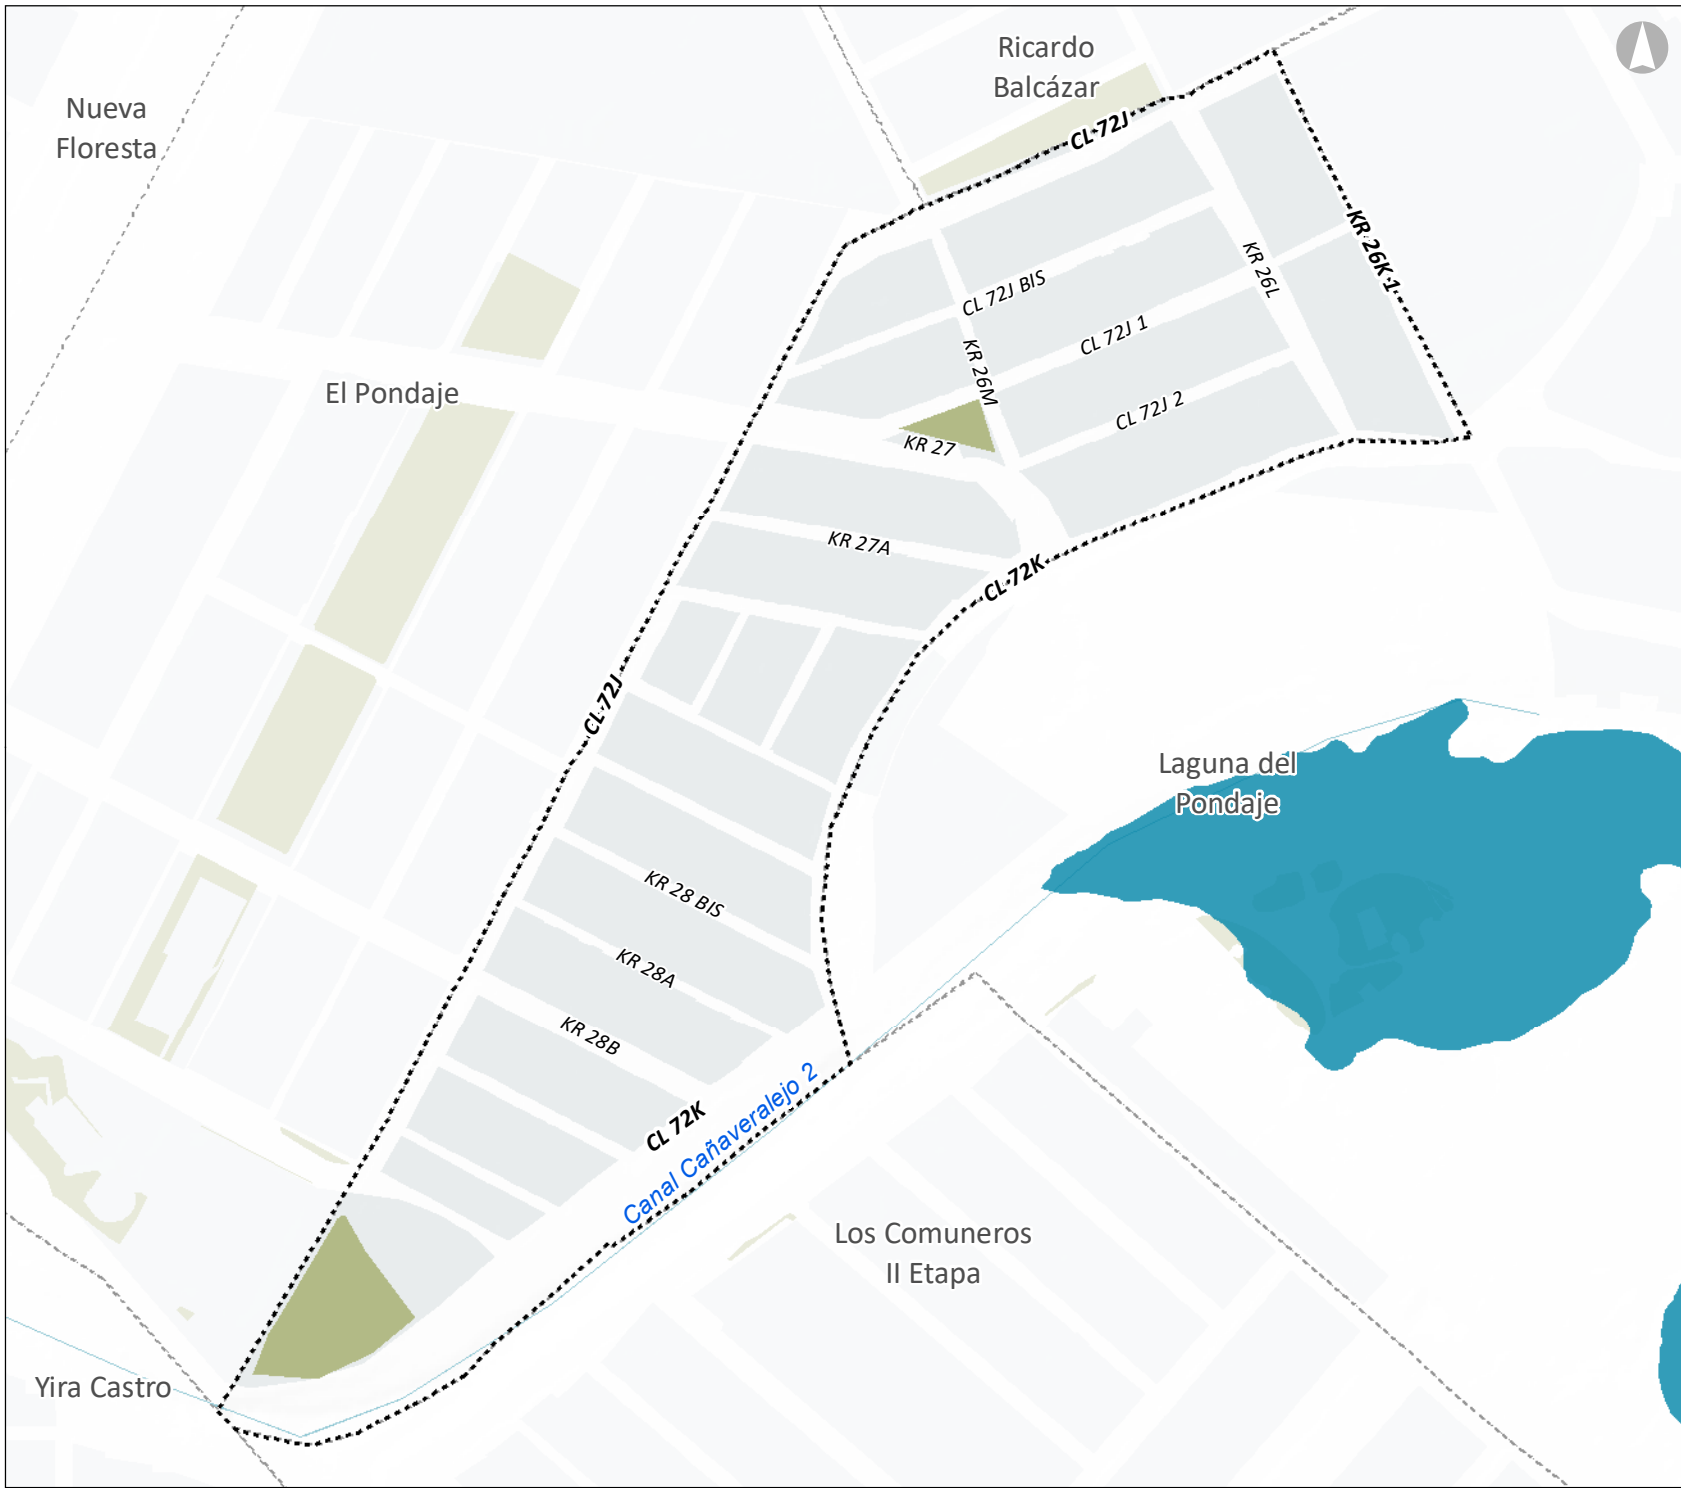 Ricardo
Balcázar
Nueva
Floresta
CL 72J
KR 26K 1
KR 26L
CL 72J BIS
CL 72J 1
KR 26M
El Pondaje
CL 72J 2
KR 27
KR 27A
CL 72K
CL 72J
Laguna del
Pondaje
KR 28 BIS
KR 28A
KR 28B
CL 72K
Canal Cañaveralejo 2
Los Comuneros
II Etapa
Yira Castro